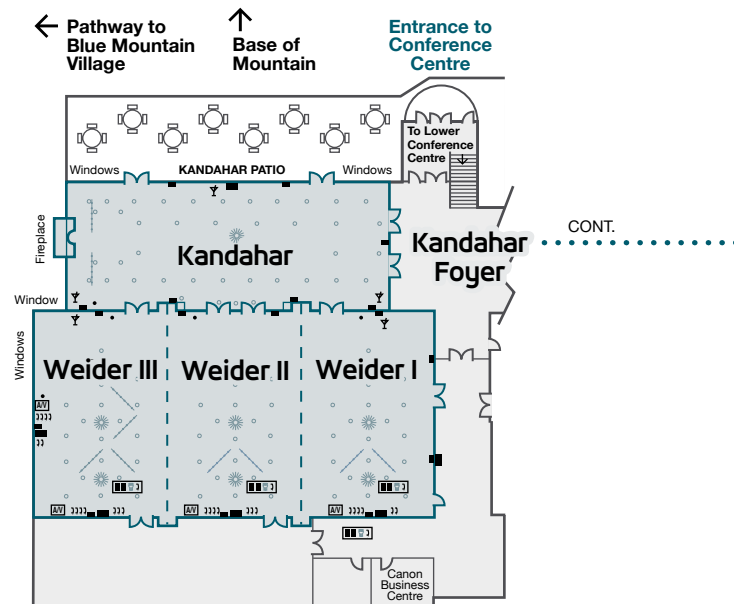 Pathway to
Blue Mountain
Village
Base of
Mountain
Entrance to
Conference
Centre
To Lower
Conference
Centre
Windows
KANDAHAR PATIO
Windows
Fireplace
Kandahar
Kandahar
Foyer
CONT.
Window
Windows
Weider III
Weider II
Weider I
A/V
A/V
A/V
A/V
Canon
Business
Centre